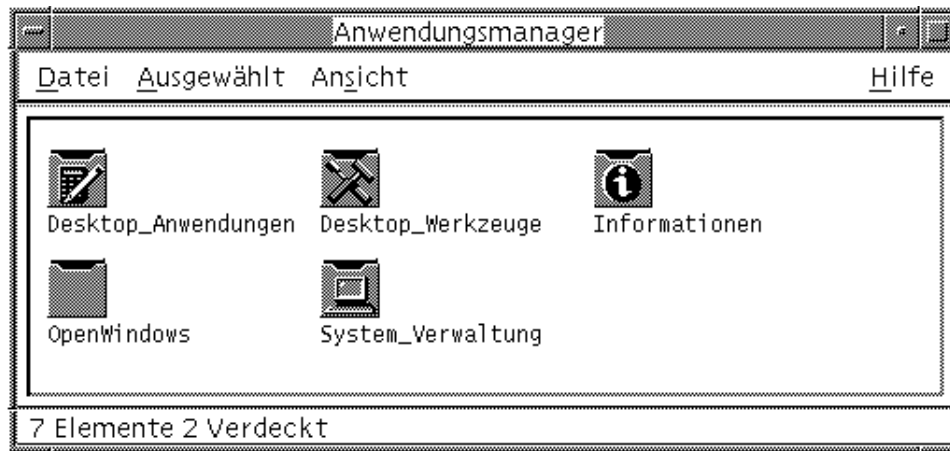 Anwendungsmanager
Datei Ausgewählt Ansicht Hilfe
Desktop_Anwendungen Desktop_Werkzeuge Informationen
OpenWindows System_Verwaltung
7 Elemente 2 Verdeckt